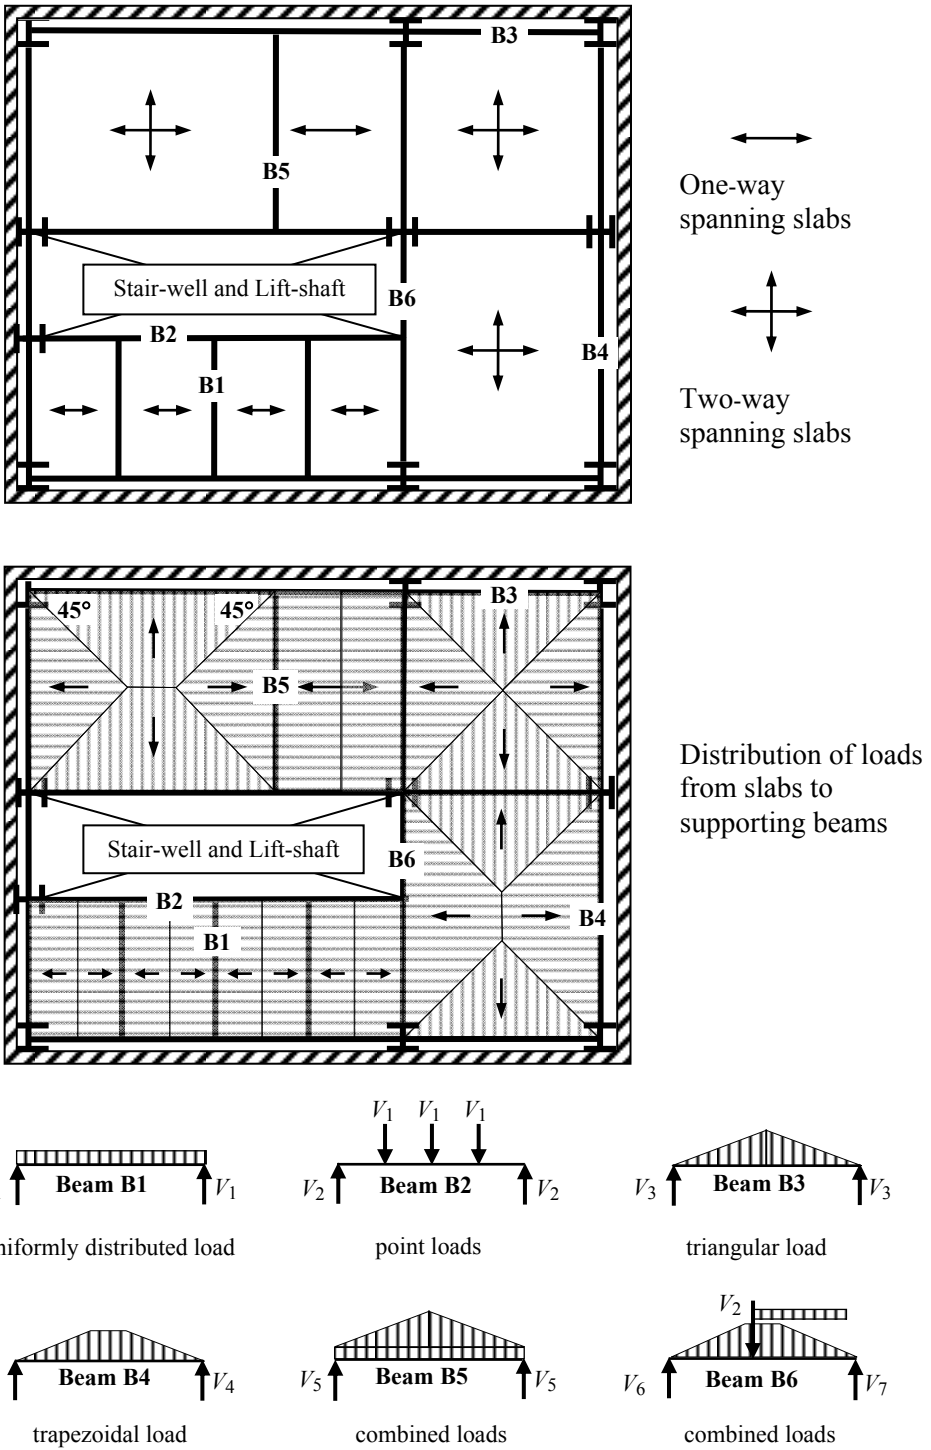 B3
One-way
spanning slabs
B5
Stair-well and Lift-shaft
B6
B2
B4
B1
Two-way
spanning slabs
45° 45° B3
B5
Distribution of loads
from slabs to
supporting beams
Stair-well and Lift-shaft
B6
B2
B4
B1
V1 V1 V1
Beam B1 V1
V2 Beam B2 V2
V3 Beam B3 V3
niformly distributed load
point loads
triangular load
V2
Beam B4 V4
V5 Beam B5 V5
V6 Beam B6 V7
trapezoidal load
combined loads
combined loads